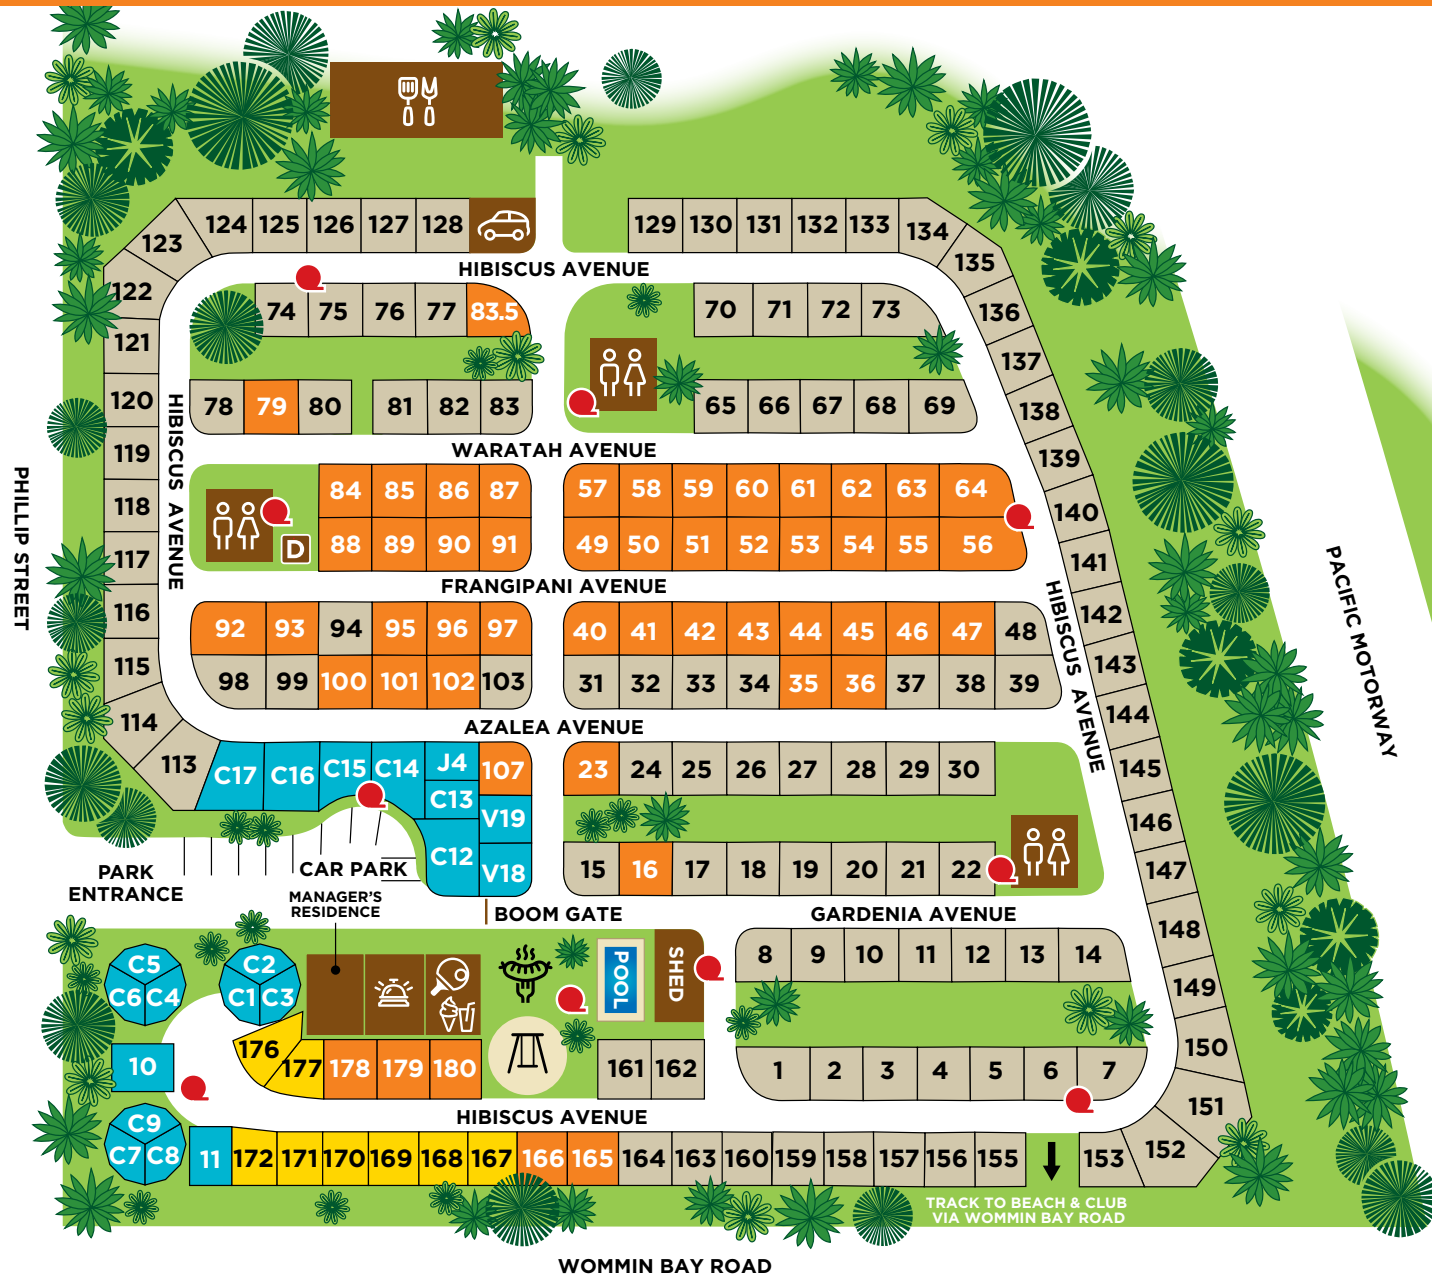 124 125 126 127 128
129 130 131 132 133 134
123
135
HIBISCUS AVENUE
122
74 75 76 77 83.5
70 71 72 73
136
121
137
120
78 79 80 81 82 83
65 66 67 68 69
138
HIBISCUS AVENUE
WARATAH AVENUE
119
139
84 85 86 87
57 58 59 60 61 62 63 64
118
140
88 89 90 91
49 50 51 52 53 54 55 56
D
117
141
PHILLIP STREET
FRANGIPANI AVENUE
PACIFIC MOTORWAY
116
142
92 93 94 95 96 97
40 41 42 43 44 45 46 47 48
HIBISCUS AVENUE
115
143
98 99 100 101 102 103
31 32 33 34 35 36 37 38 39
114
144
AZALEA AVENUE
113
C17 C16 C15 C14 J4 107
23 24 25 26 27 28 29 30
145
C13
V19
146
C12
V18
15 16 17 18 19 20 21 22
147
PARK
ENTRANCE
CAR PARK
MANAGER'S
RESIDENCE
BOOM GATE
GARDENIA AVENUE
148
C5
C6 C4
C2
C1 C3
POOL
SHED
8 9 10 11 12 13 14
149
150
176
177 178 179 180
161 162
1 2 3 4 5 6 7
10
151
HIBISCUS AVENUE
C9
C7 C8
11 172 171 170 169 168 167 166 165 164 163 160 159 158 157 156 155
153 152
TRACK TO BEACH & CLUB
VIA WOMMIN BAY ROAD
WOMMIN BAY ROAD